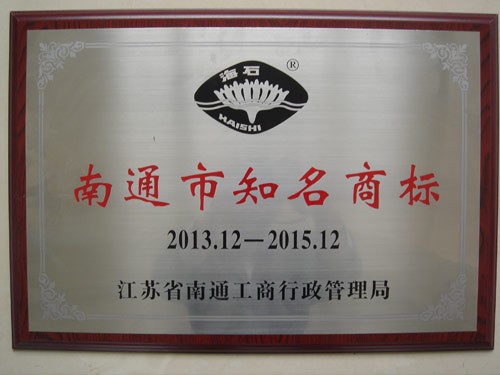 海石
®
HAISHI
南通市知名商标
2013.12—2015.12
江苏省南通工商行政管理局